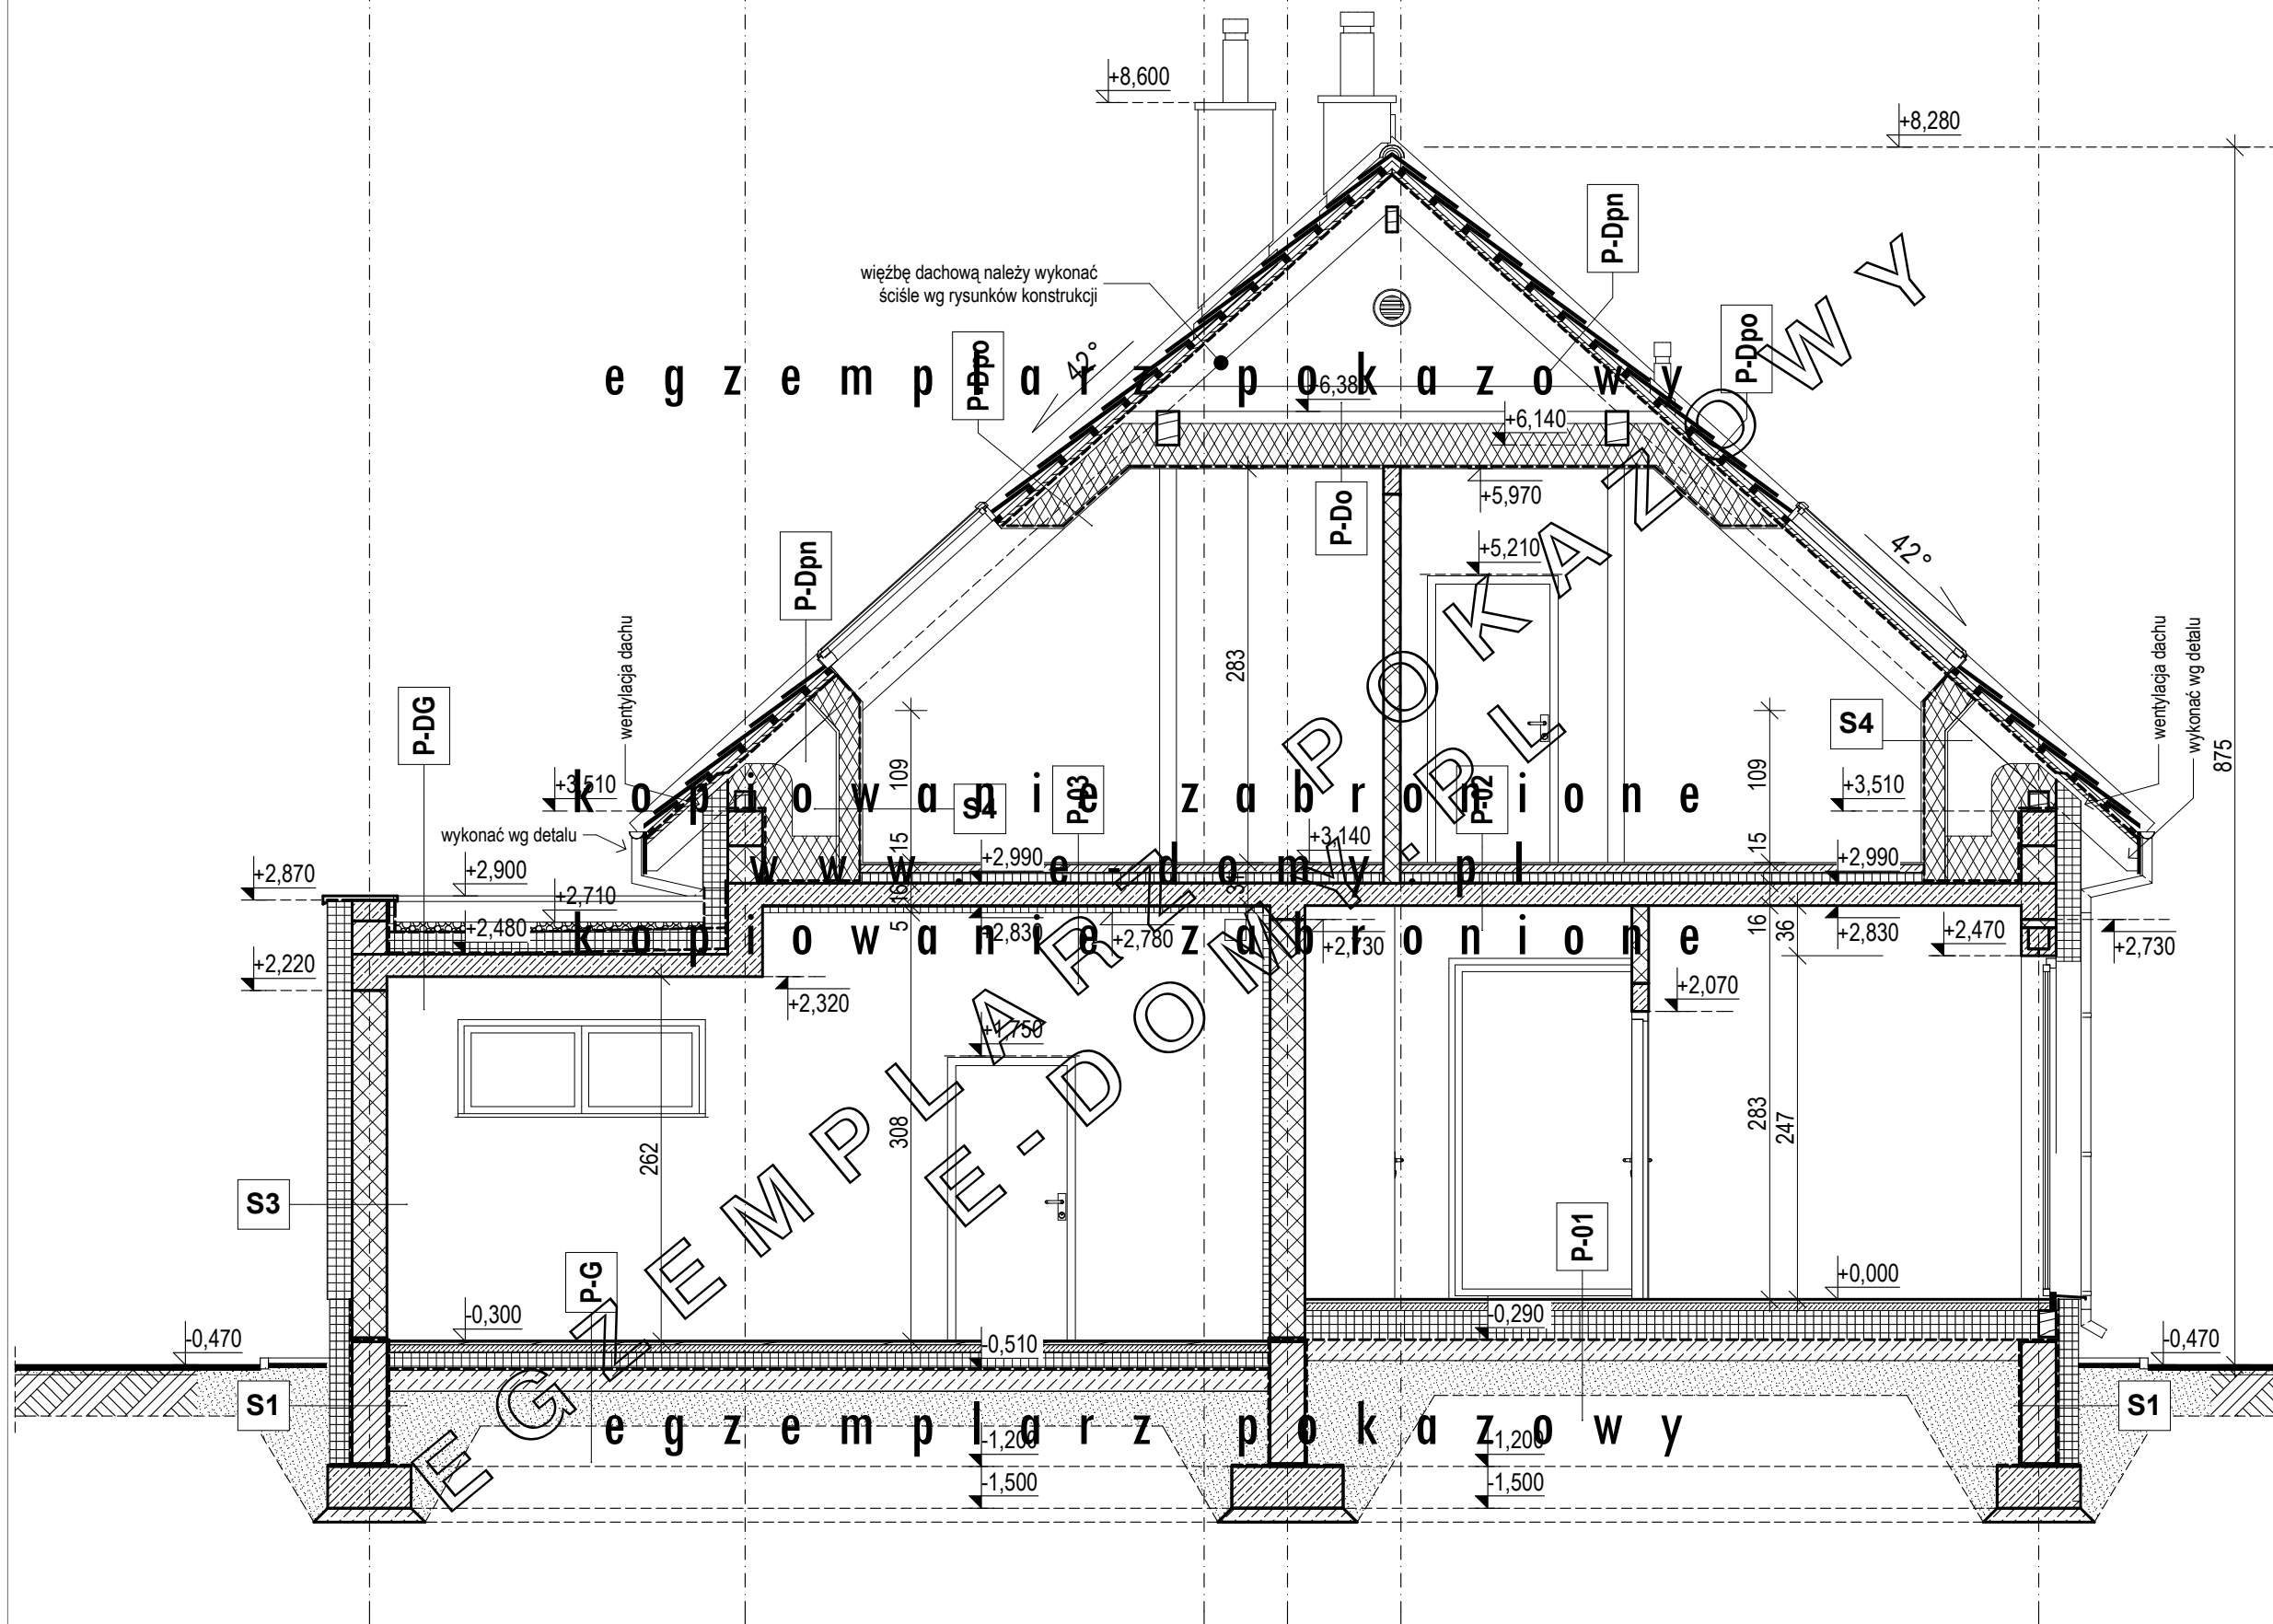 +8,600
+8,280
więźbę dachową należy wykonać
ściśle wg rysunków konstrukcji
P-Dpn
P-Dpo
P-Dpo
42°
egzemplarz pokazowy
+6,380
+6,140
+5,970
P-Do
+5,210
42°
P-Dpn
wentylacja dachu
wentylacja dachu
wykonać wg detalu
283
P-DG
S4
875
109
109
+3,510
+3,510
kopiowanie zabronione
S4
P-03
P-02
wykonać wg detalu
15
+3,140
15
www.e-domy.pl
+2,990
+2,990
+2,870
+2,900
+2,710
16
31
+2,480
5
+2,830
+2,780
+2,730
16
36
+2,830
+2,470
+2,730
kopiowanie zabronione
+2,220
+2,320
+2,070
+1,750
262
308
283
247
S3
P-01
P-G
+0,000
-0,300
-0,290
-0,470
-0,510
-0,470
S1
S1
egzemplarz pokazowy
-1,200
-1,200
-1,500
-1,500
EGZEMPLARZ POKAZOWY
E-DOMY.PL